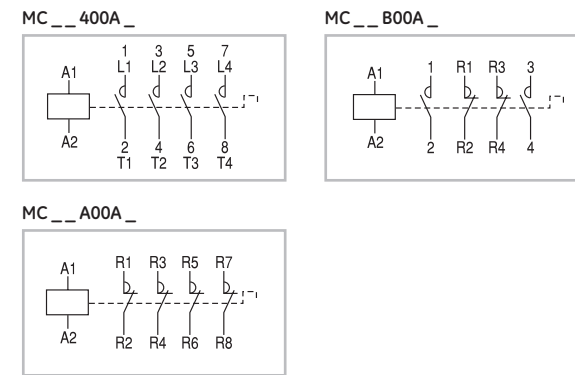 MC _ _ 400A _
A1
A2
1 3 5 7
L1 L2 L3 L4
2 4 6 8
T1 T2 T3 T4
MC _ _ B00A _
A1
A2
1 R1 R3 3
2 R2 R4 4
MC _ _ A00A _
A1
A2
R1 R3 R5 R7
R2 R4 R6 R8